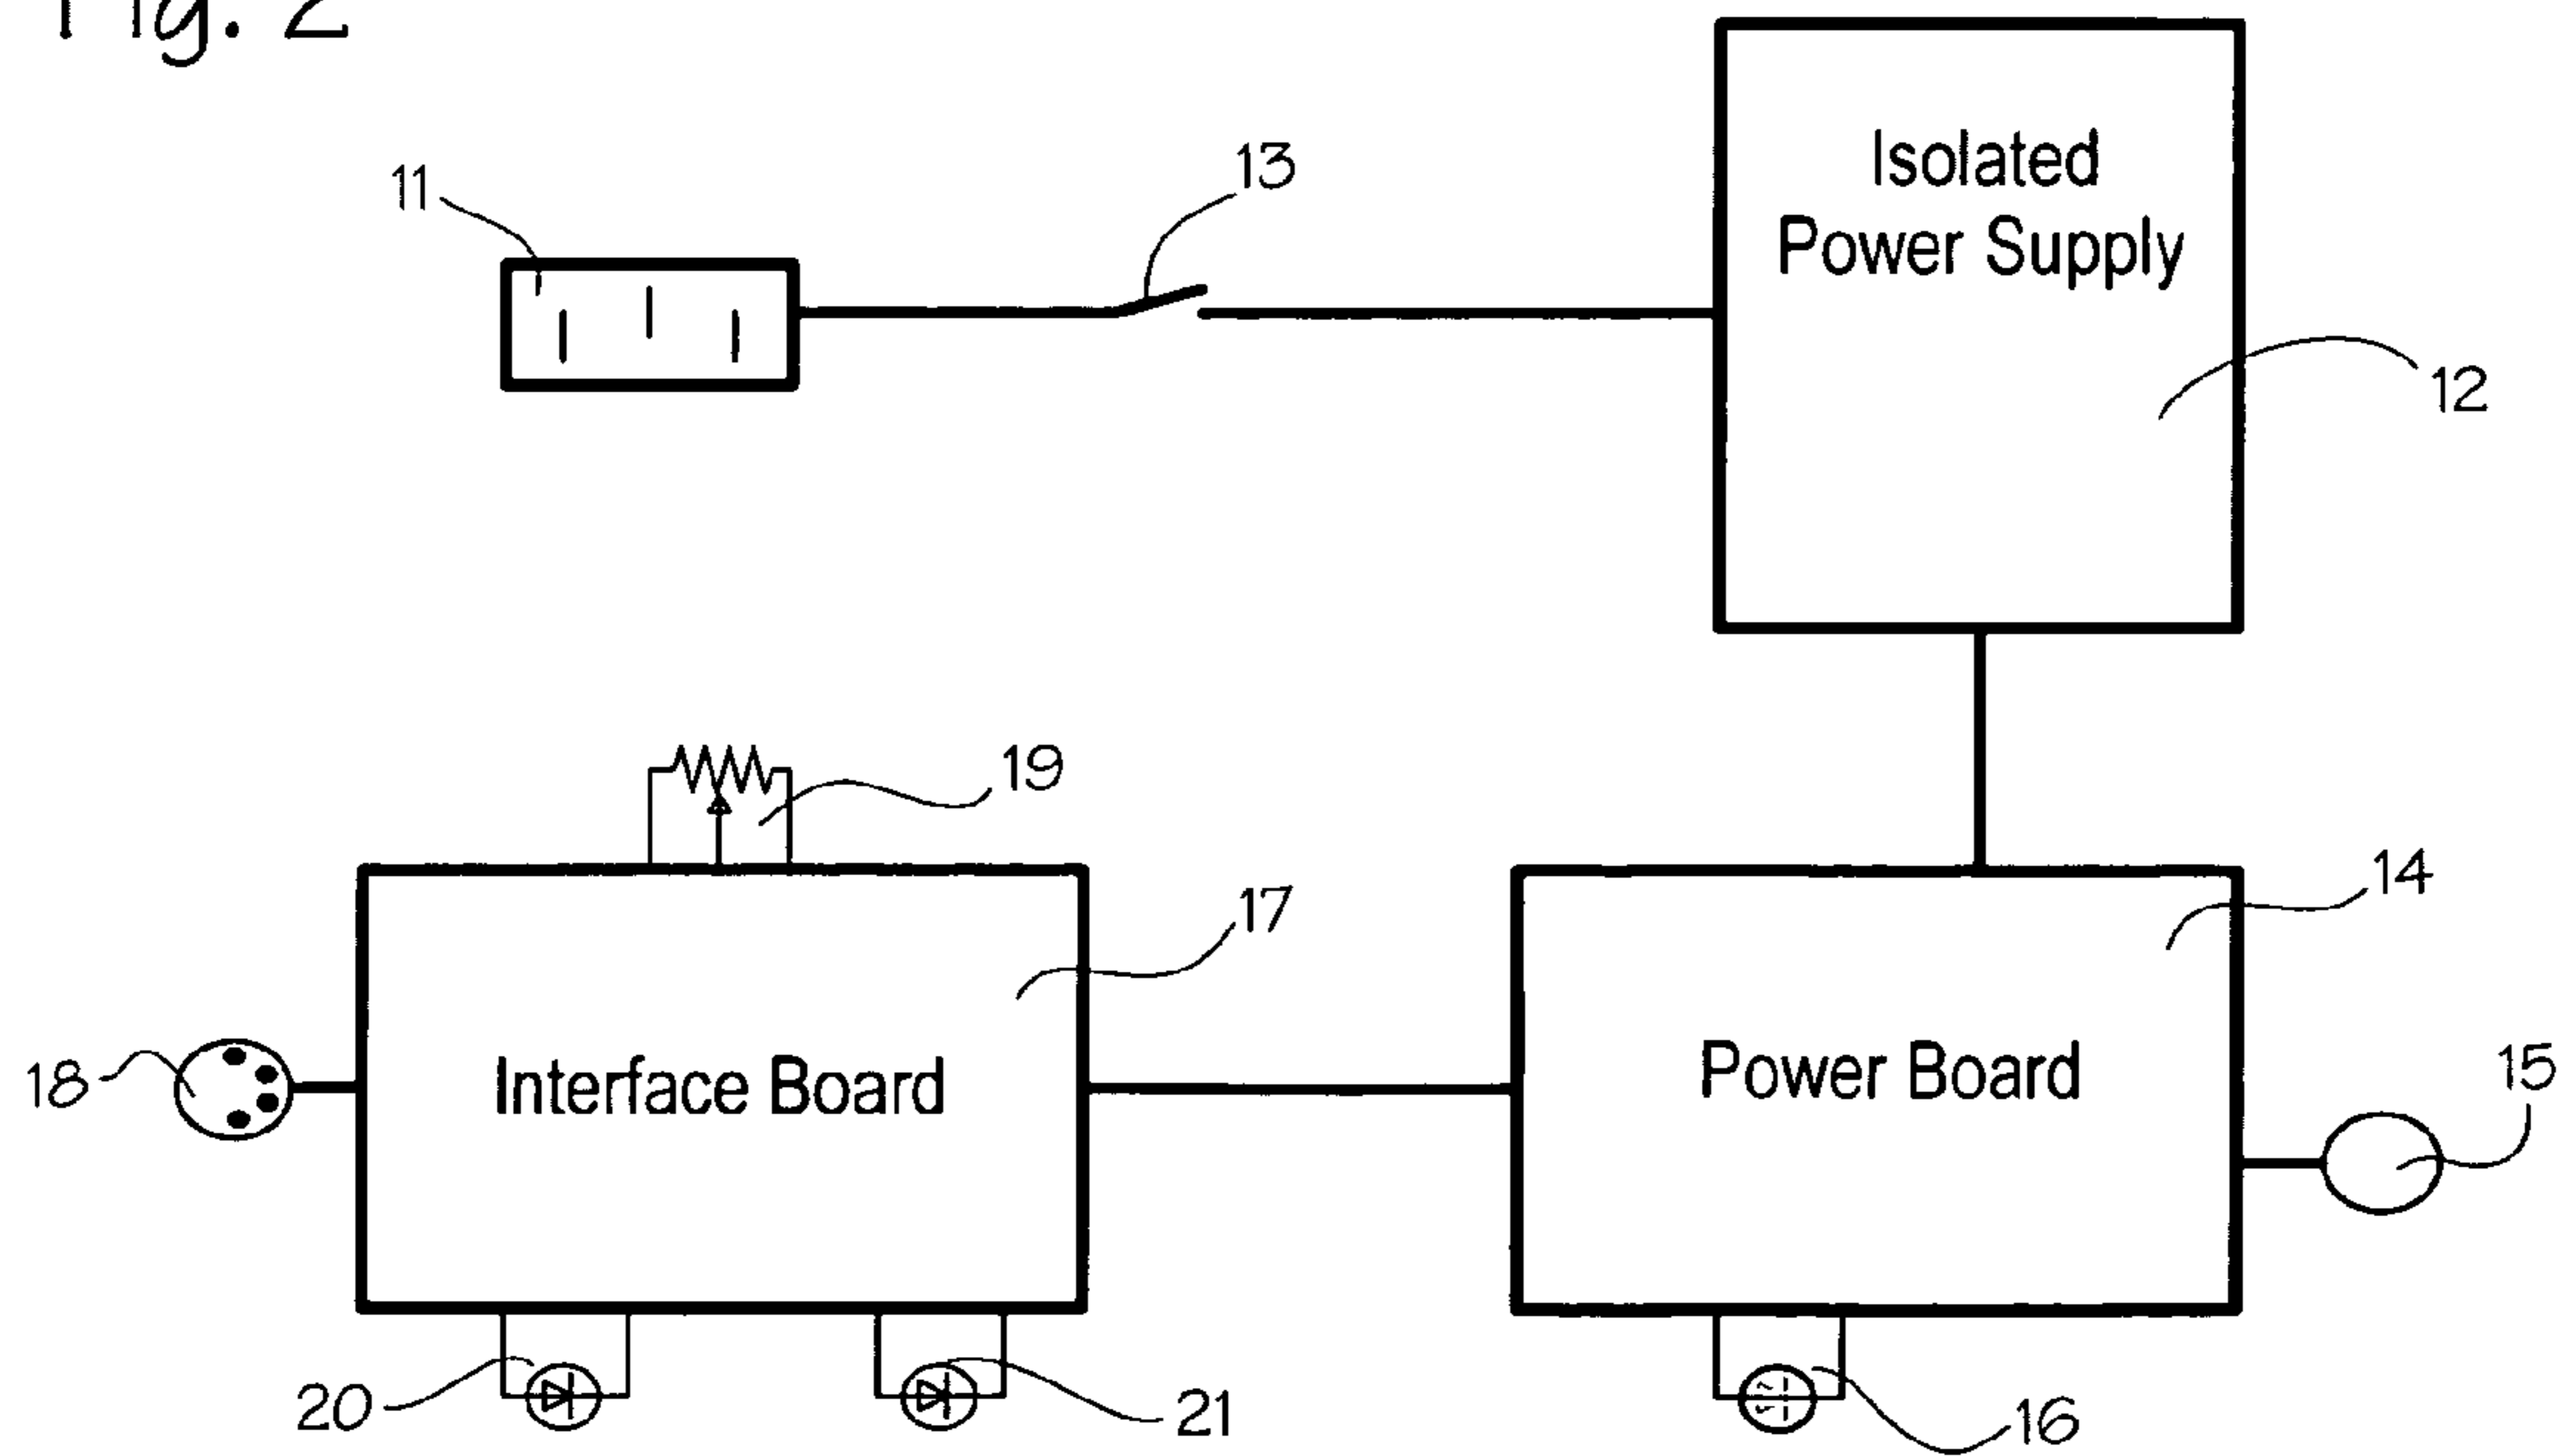 Fig. 2
13
11
Isolated
Power Supply
12
19
14
17
15
18
Interface Board
Power Board
20
21
16